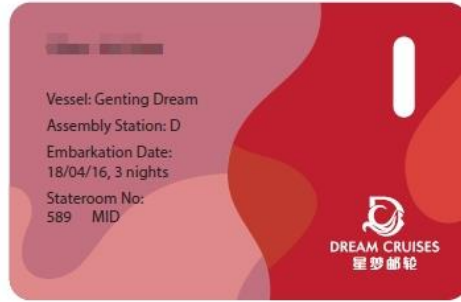 Vessel: Genting Dream
Assembly Station: D
Embarkation Date:
18/04/16, 3 nights
Stateroom No:
589 MID
DREAM CRUISES
星梦邮轮